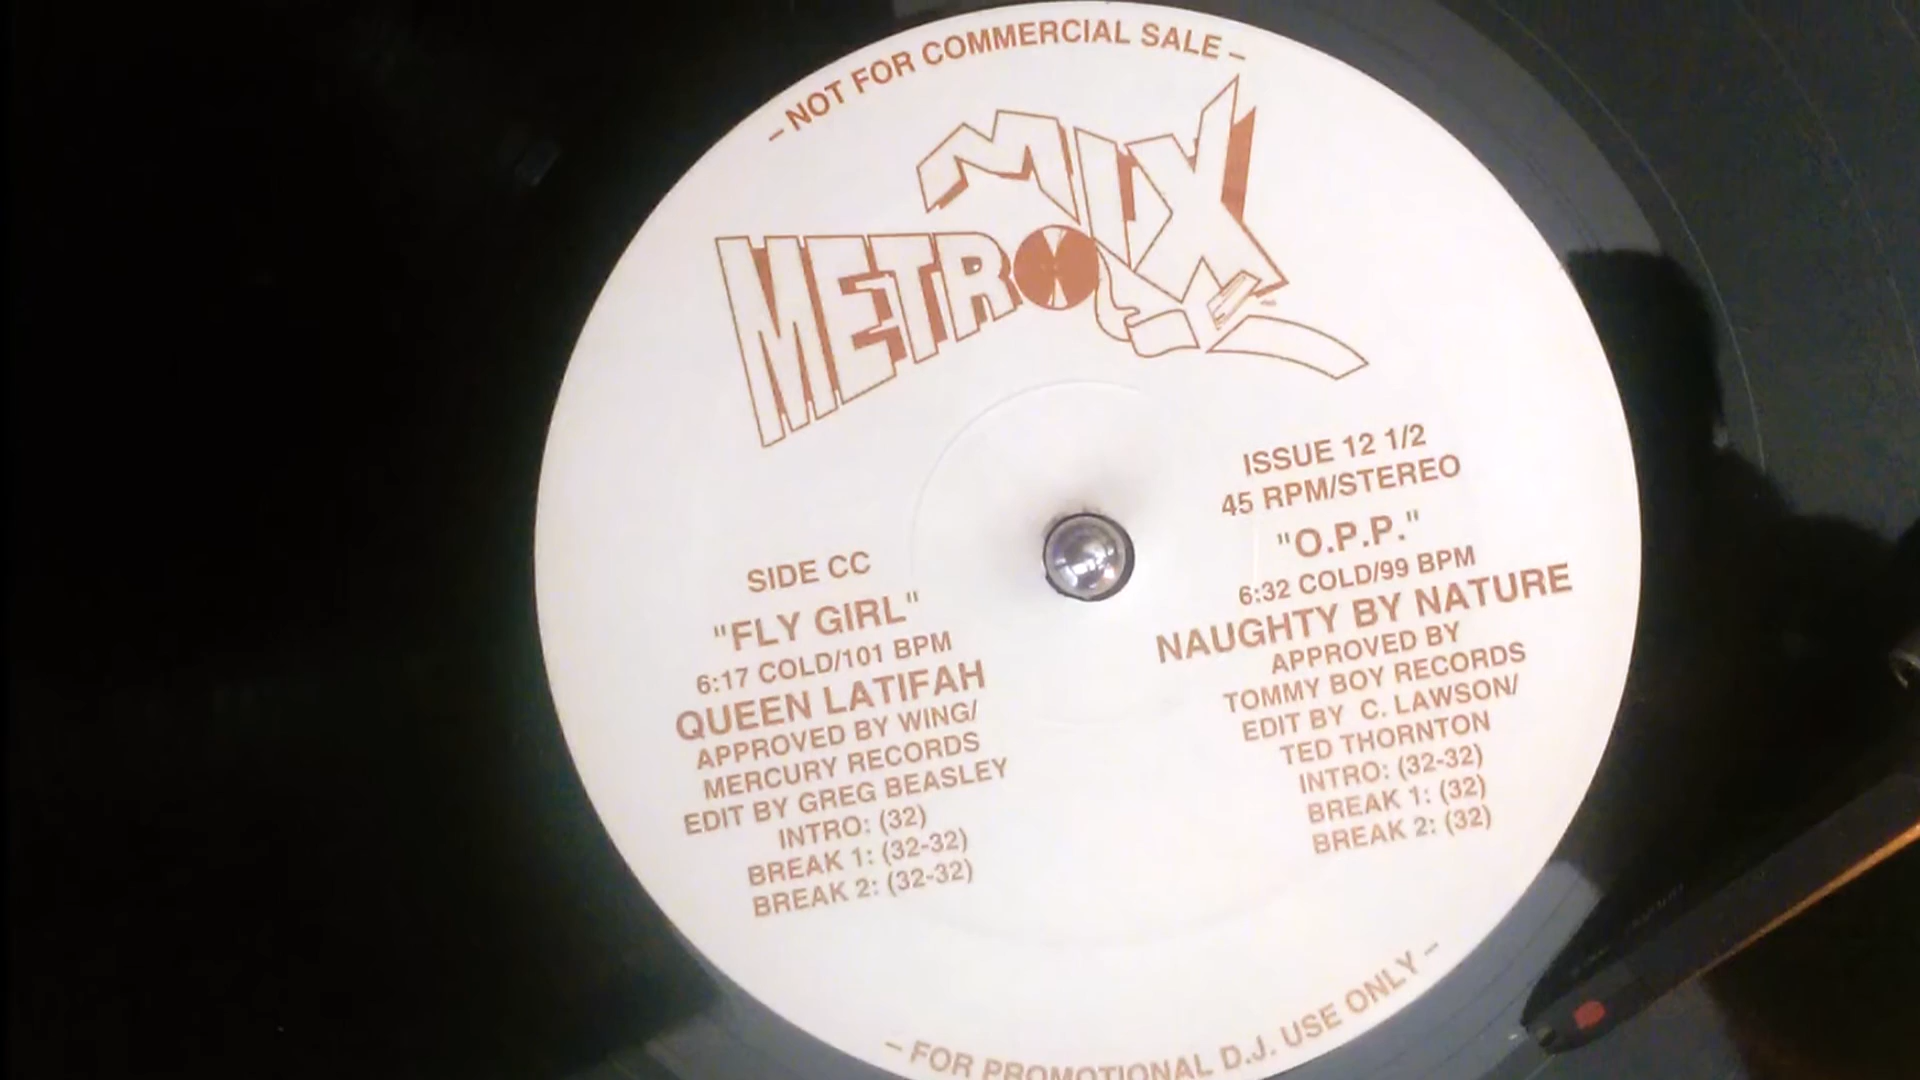 – NOT FOR COMMERCIAL SALE –
METRO MIX
SIDE CC
"FLY GIRL"
6:17 COLD/101 BPM
QUEEN LATIFAH
APPROVED BY WING/
MERCURY RECORDS
EDIT BY GREG BEASLEY
INTRO: (32)
BREAK 1: (32-32)
BREAK 2: (32-32)
ISSUE 12 1/2
45 RPM/STEREO
"O.P.P."
6:32 COLD/99 BPM
NAUGHTY BY NATURE
APPROVED BY
TOMMY BOY RECORDS
EDIT BY C. LAWSON/
TED THORNTON
INTRO: (32-32)
BREAK 1: (32)
BREAK 2: (32)
– FOR PROMOTIONAL D.J. USE ONLY –